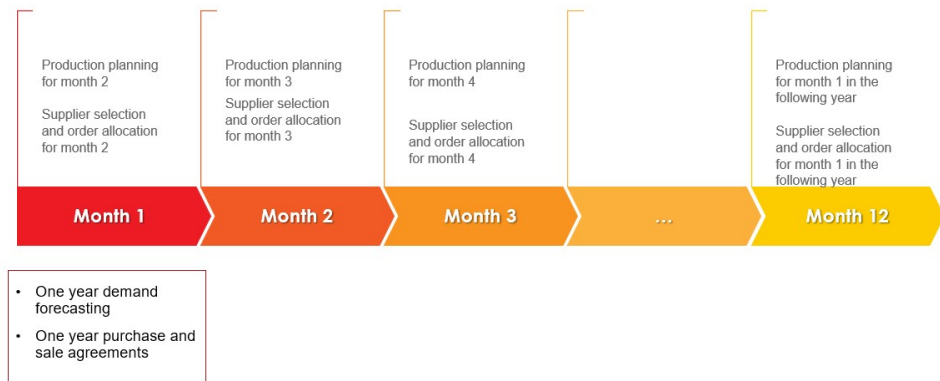 Production planning
for month 2
Supplier selection
and order allocation
for month 2
Production planning
for month 3
Supplier selection
and order allocation
for month 3
Production planning
for month 4
Supplier selection
and order allocation
for month 4
Production planning
for month 1 in the
following year
Supplier selection
and order allocation
for month 1 in the
following year
Month 1
Month 2
Month 3
...
Month 12
• One year demand
forecasting
• One year purchase and
sale agreements